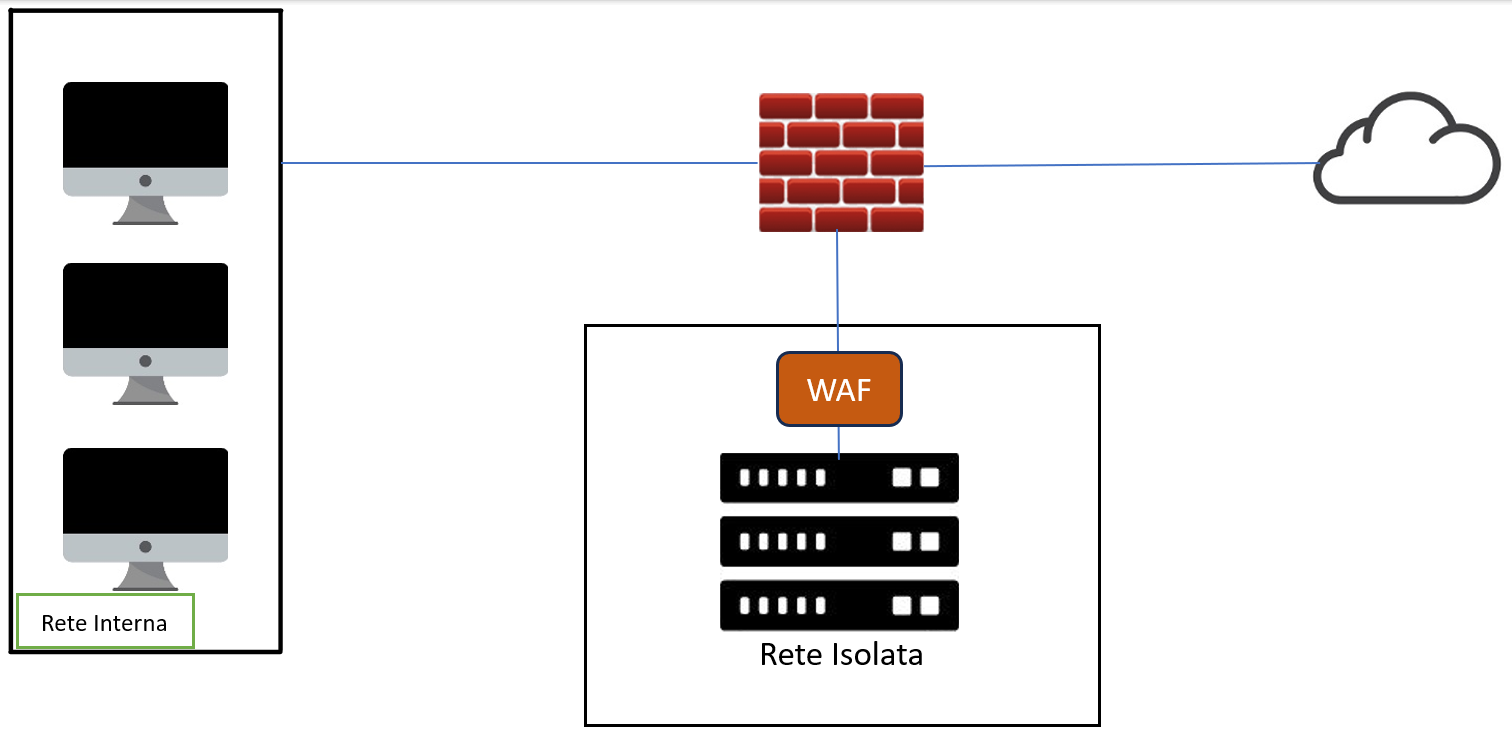 WAF
Rete Interna
Rete Isolata